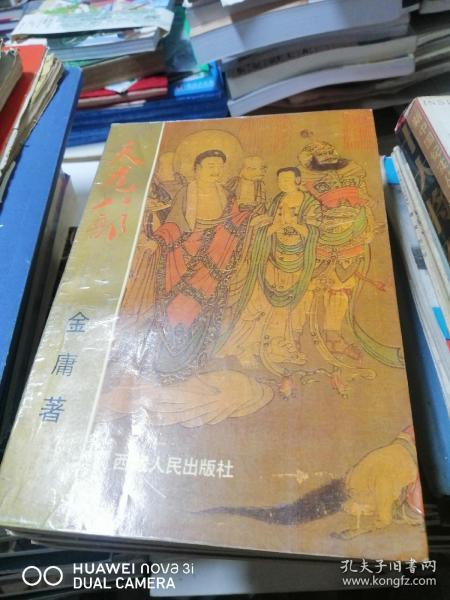 天龙八部
金庸著
西藏人民出版社
INSI
HUAWEI nova 3i
DUAL CAMERA
孔夫子旧书网
www.kongfz.com